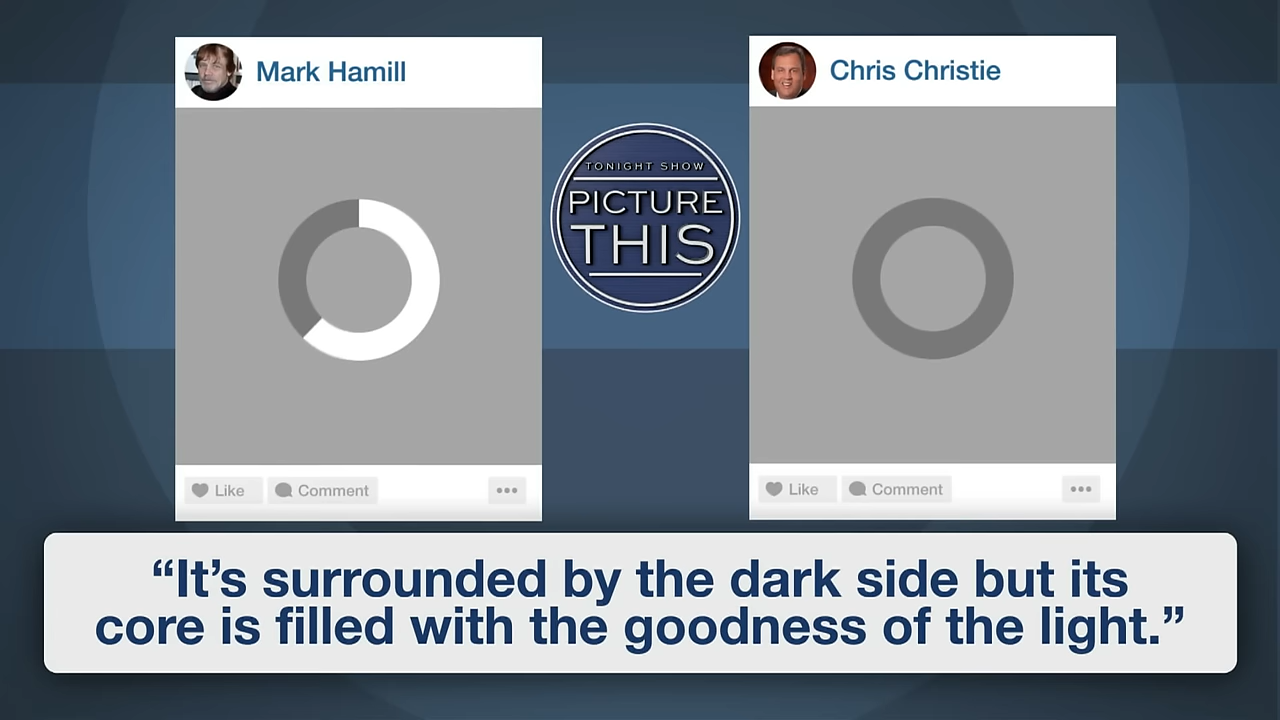 Mark Hamill
Chris Christie
TONIGHT SHOW
PICTURE
THIS
Like
Comment
Like
Comment
“It’s surrounded by the dark side but its
core is filled with the goodness of the light.”